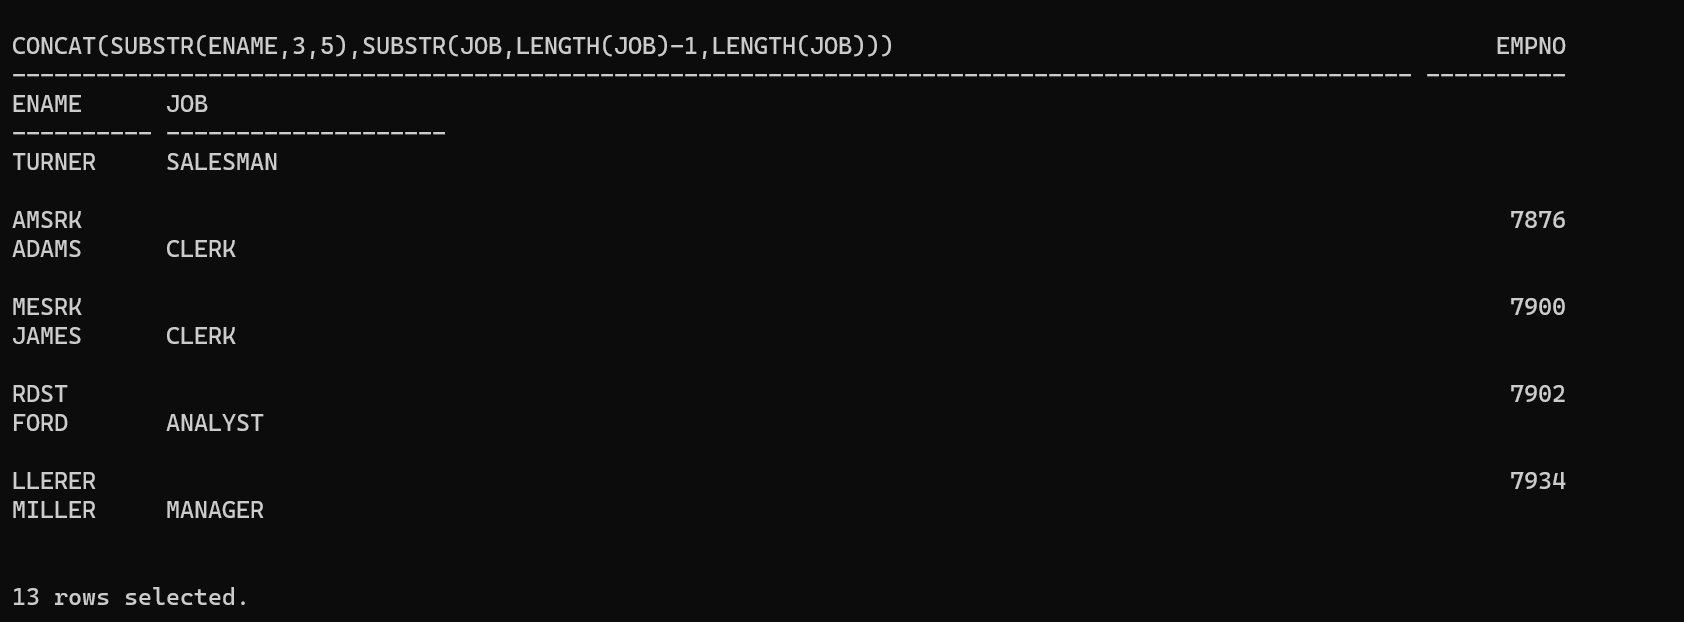 CONCAT(SUBSTR(ENAME,3,5),SUBSTR(JOB,LENGTH(JOB)-1,LENGTH(JOB))) EMPNO
---------------------------------------------------------------------------------------------------- ----------
ENAME JOB
---------- --------------------
TURNER SALESMAN
AMSRK 7876
ADAMS CLERK
MESRK 7900
JAMES CLERK
RDST 7902
FORD ANALYST
LLERER 7934
MILLER MANAGER
13 rows selected.